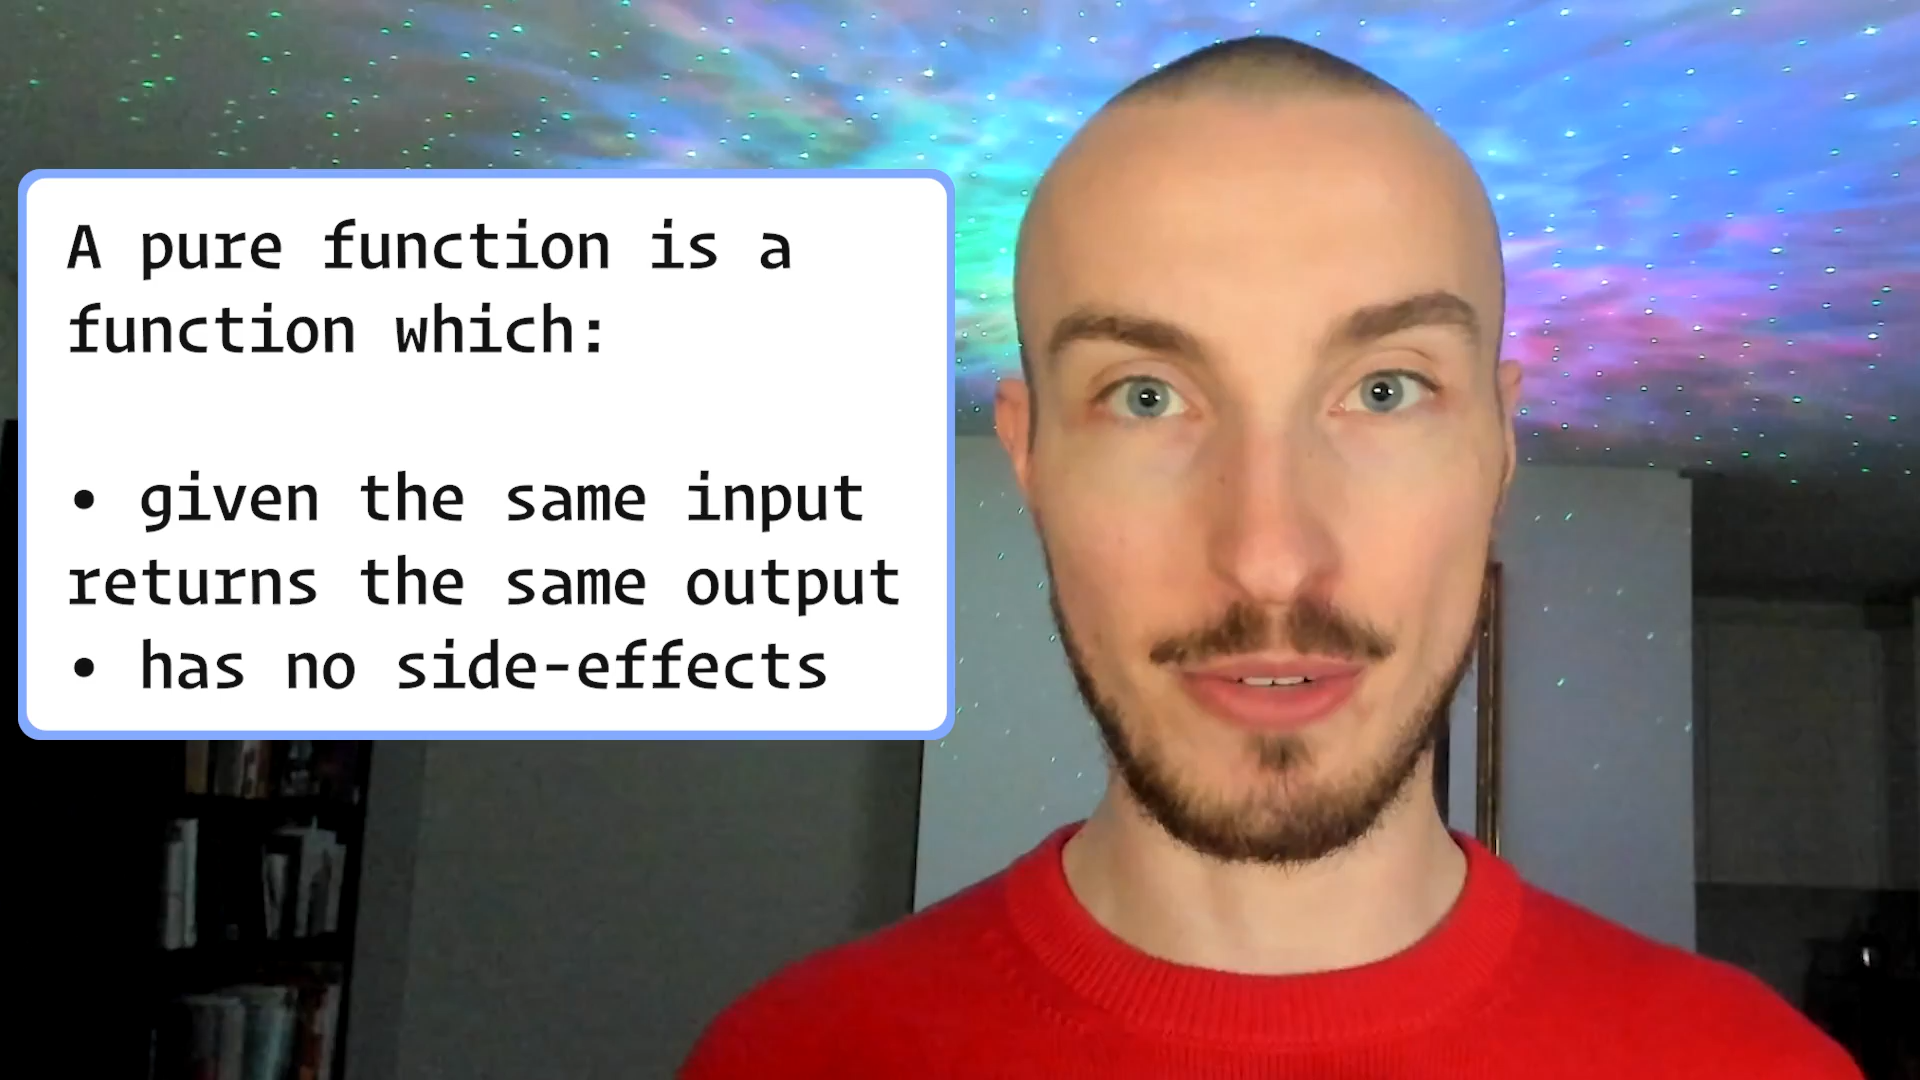 A pure function is a
function which:
• given the same input
returns the same output
• has no side-effects